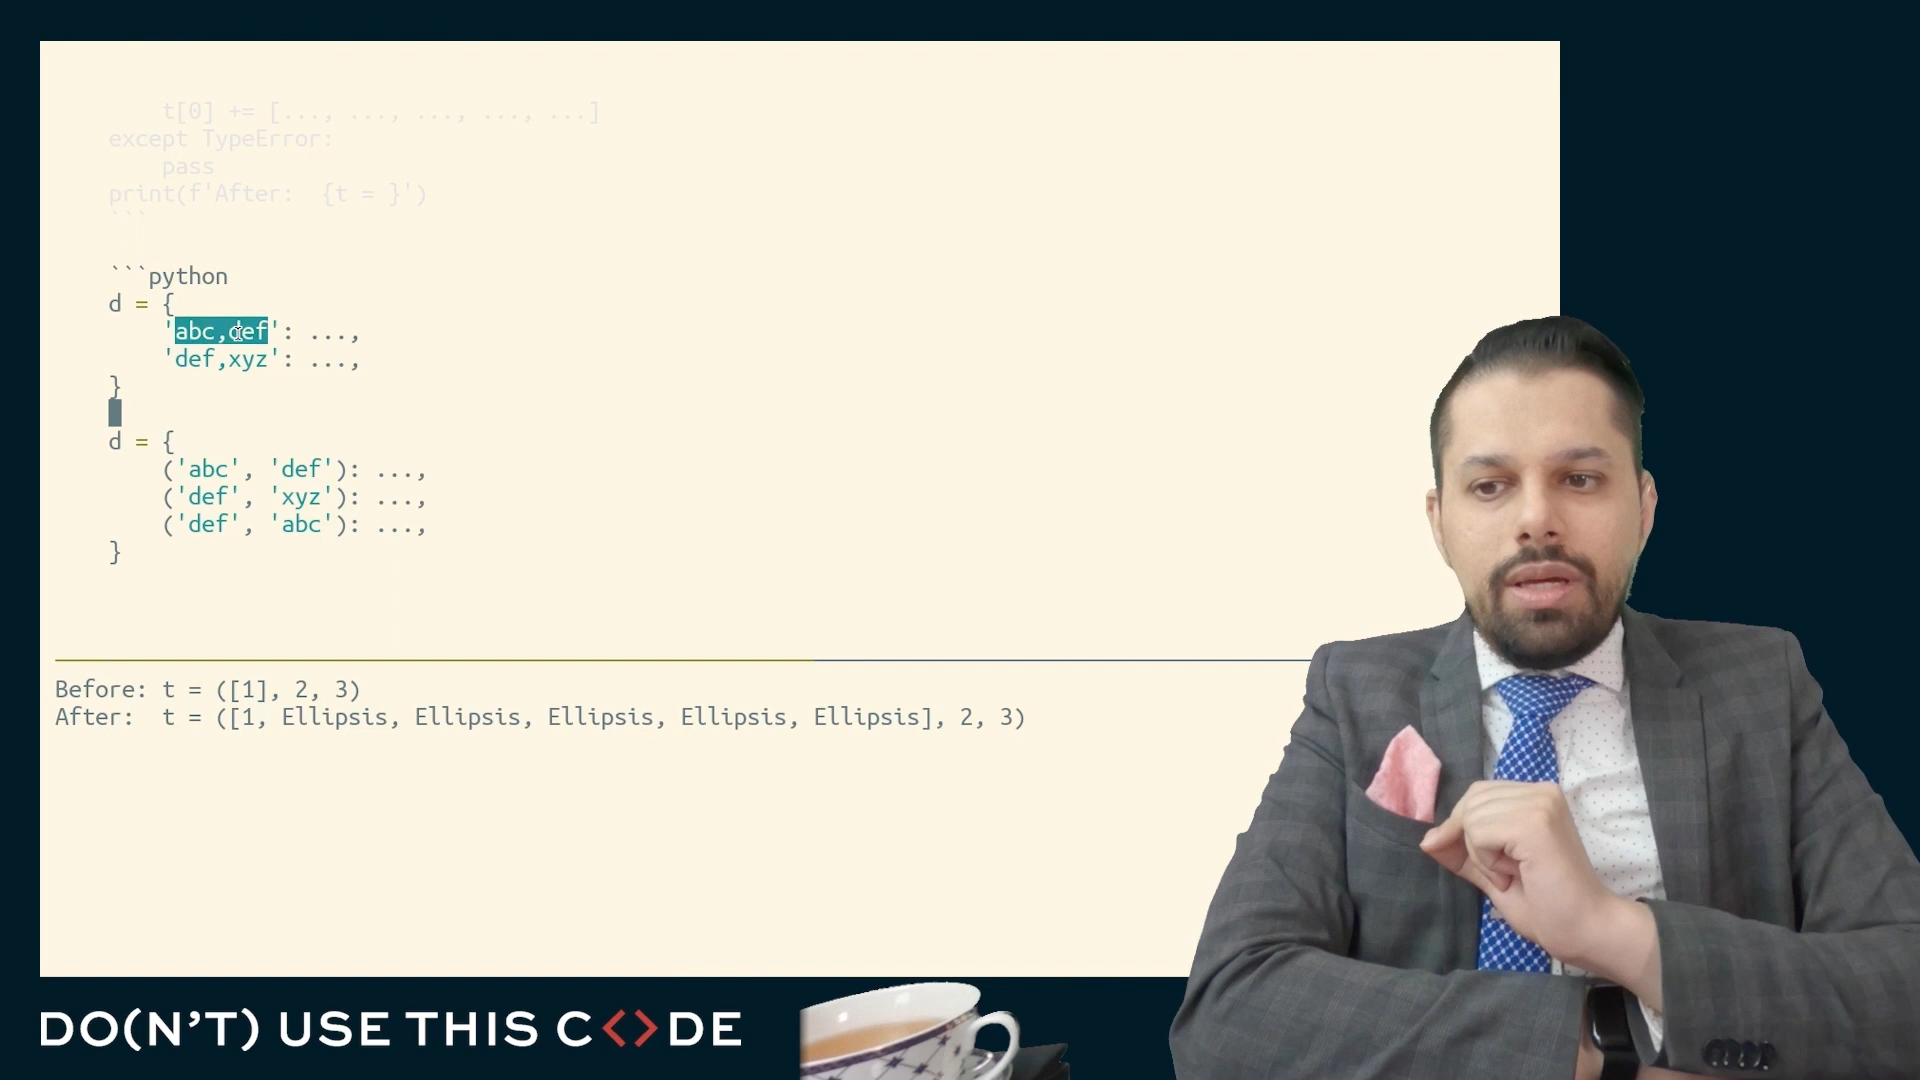 t[0] += [..., ..., ..., ..., ...]
except TypeError:
    pass
print(f'After:  {t = }')
```
```python
d = {
    'abc,def': ...,
    'def,xyz': ...,
}
d = {
    ('abc', 'def'): ...,
    ('def', 'xyz'): ...,
    ('def', 'abc'): ...,
}
Before: t = ([1], 2, 3)
After:  t = ([1, Ellipsis, Ellipsis, Ellipsis, Ellipsis, Ellipsis], 2, 3)
DO(N'T) USE THIS C<>DE